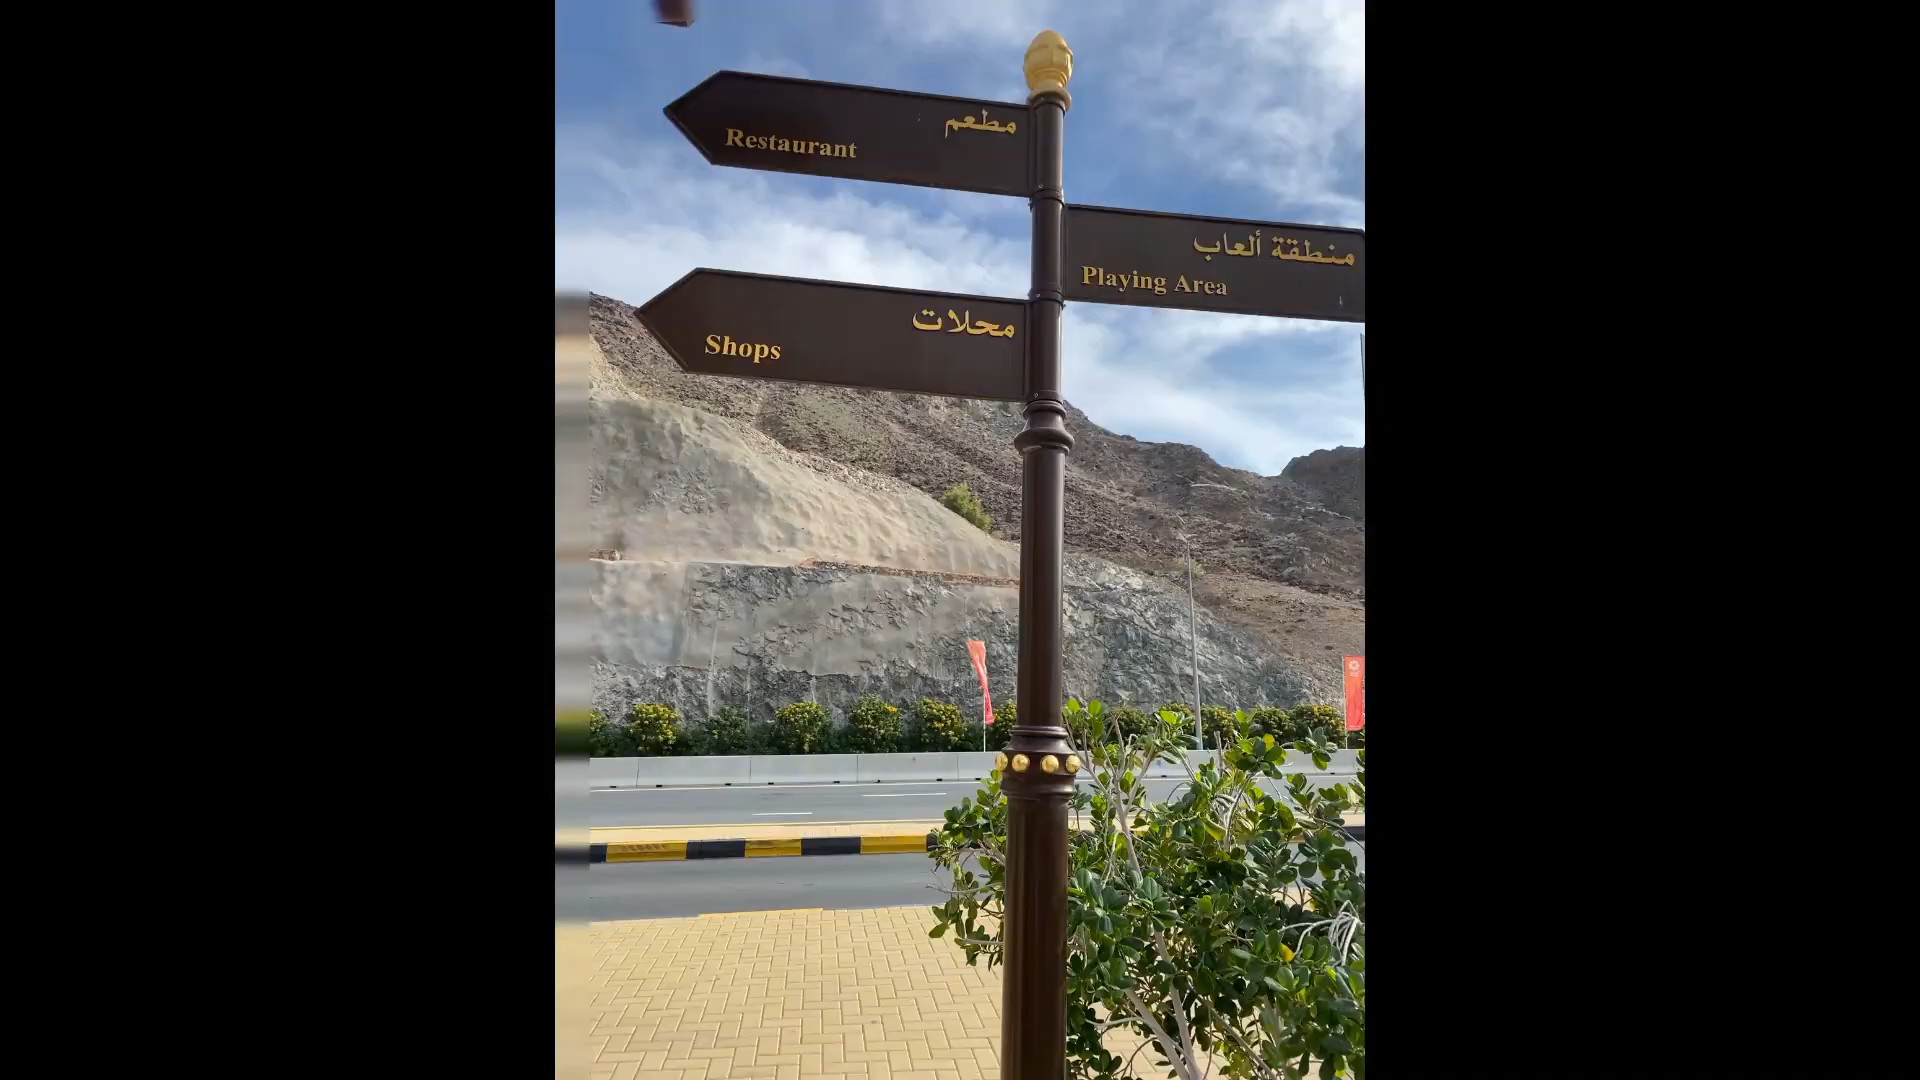 مطعم
Restaurant
منطقة ألعاب
Playing Area
محلات
Shops